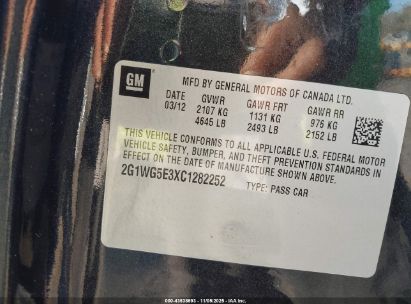 GM
MFD BY GENERAL MOTORS OF CANADA LTD.
DATE GVWR GAWR FRT GAWR RR
03/12 2107 KG 1131 KG 976 KG
4645 LB 2493 LB 2152 LB
THIS VEHICLE CONFORMS TO ALL APPLICABLE U.S. FEDERAL MOTOR
VEHICLE SAFETY, BUMPER, AND THEFT PREVENTION STANDARDS IN
EFFECT ON THE DATE OF MANUFACTURE SHOWN ABOVE.
2G1WG5E3XC1282252 TYPE: PASS CAR